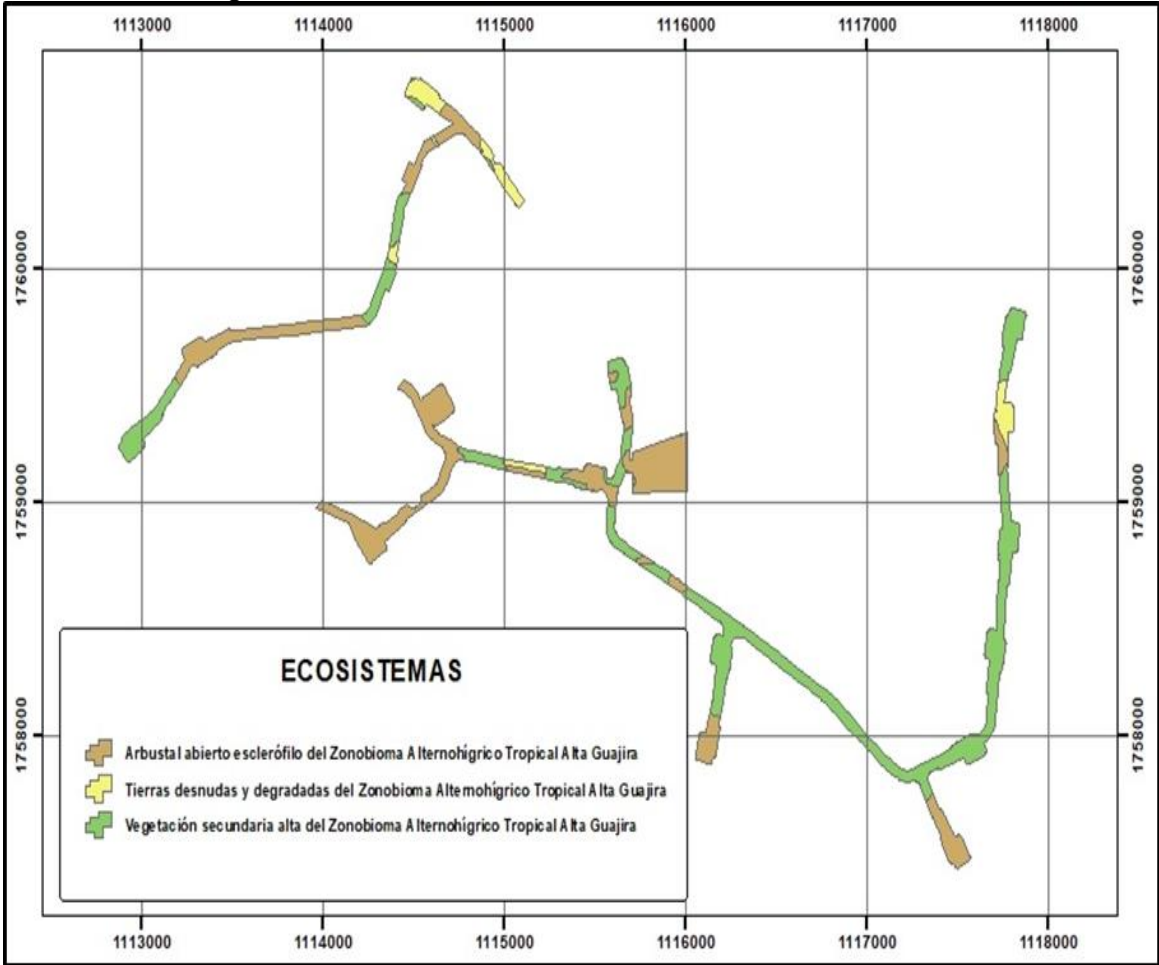 1113000 1114000 1115000 1116000 1117000 1118000
1760000 1760000
1759000 1759000
ECOSISTEMAS
Arbustal abierto esclerófilo del Zonobioma Alternohígrico Tropical Alta Guajira
Tierras desnudas y degradadas del Zonobioma Alternohígrico Tropical Alta Guajira
Vegetación secundaria alta del Zonobioma Alternohígrico Tropical Alta Guajira
1758000 1758000
1113000 1114000 1115000 1116000 1117000 1118000